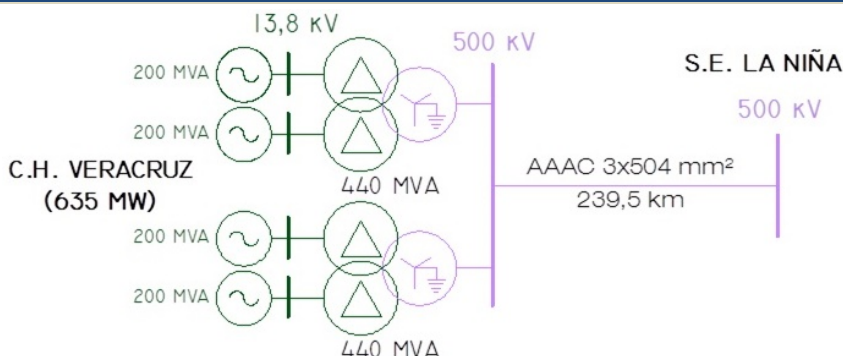 13,8 KV
500 KV
S.E. LA NIÑA
500 KV
200 MVA
200 MVA
440 MVA
C.H. VERACRUZ
(635 MW)
AAAC 3x504 mm²
239,5 km
200 MVA
200 MVA
440 MVA